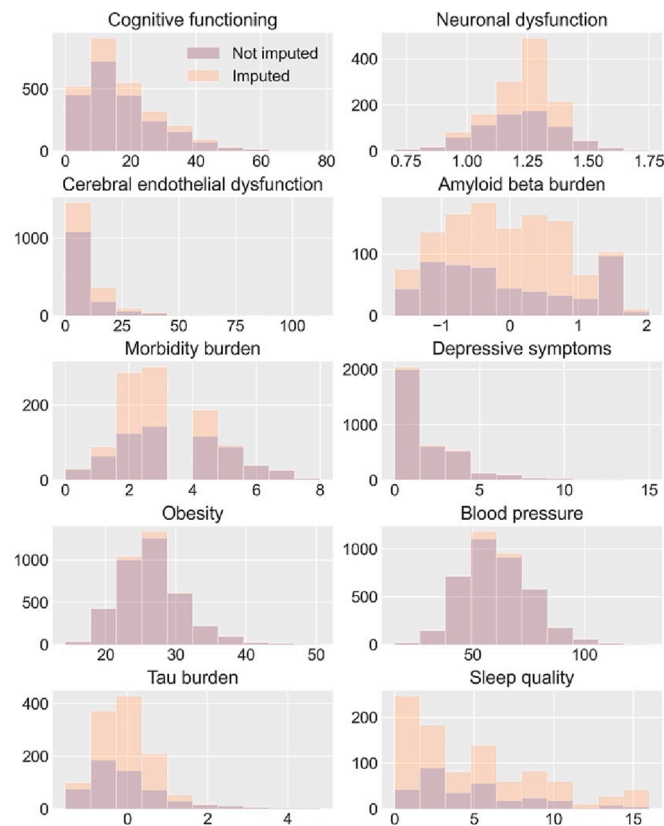 Cognitive functioning
Neuronal dysfunction
Not imputed
Imputed
500
0
0 20 40 60 80
400
200
0
0.75 1.00 1.25 1.50 1.75
Cerebral endothelial dysfunction
Amyloid beta burden
1000
0
0 25 50 75 100
100
0
−1 0 1 2
Morbidity burden
Depressive symptoms
200
0
0 2 4 6 8
2000
1000
0
0 5 10 15
Obesity
Blood pressure
1000
500
0
20 30 40 50
1000
500
0
50 100
Tau burden
Sleep quality
400
200
0
0 2 4
200
100
0
0 5 10 15